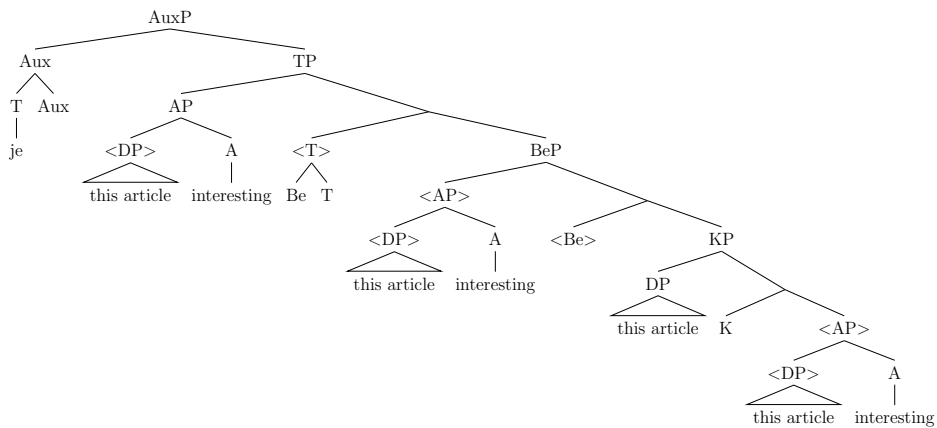 AuxP
Aux TP
T Aux AP
je <DP> A <T> BeP
this article interesting Be T <AP>
<DP> A <Be> KP
this article interesting DP
this article K <AP>
<DP> A
this article interesting